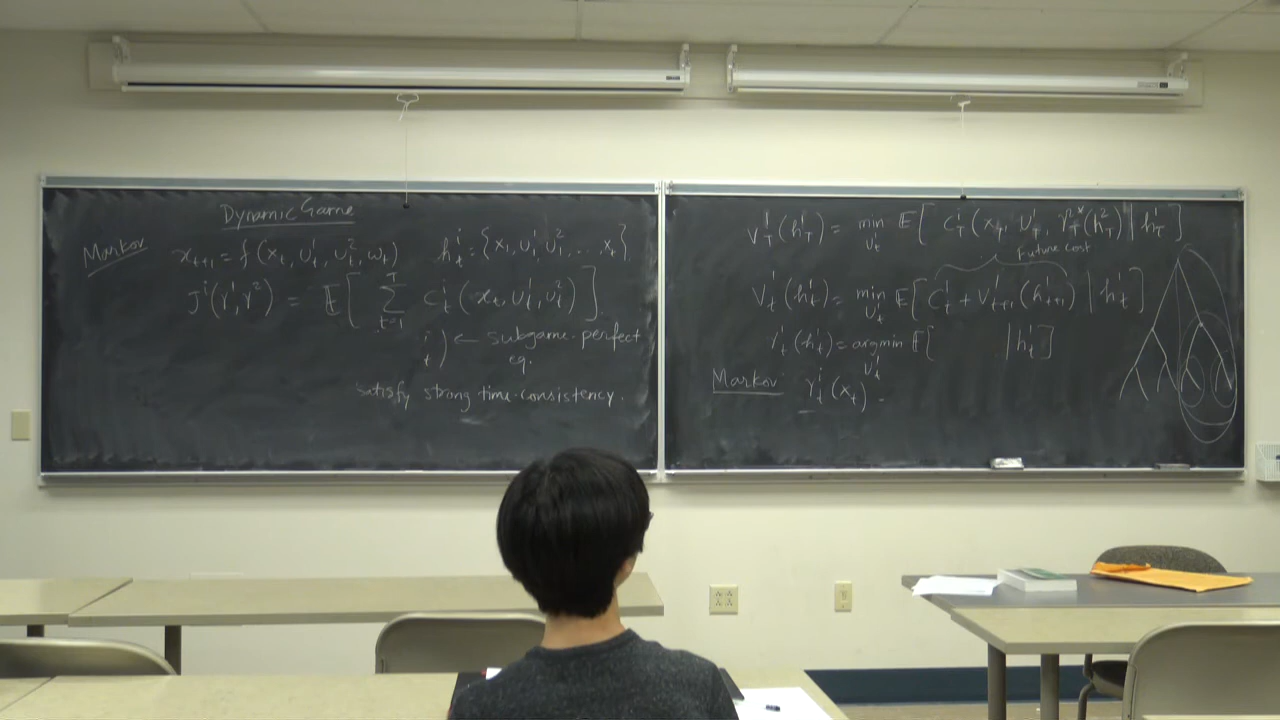 Dynamic Game
Markov x_{t+1} = f(x_t, u_t^1, u_t^2, w_t) h_t^i = {x_1, u_1^1, u_1^2, ..., x_t}
J^i(γ^1, γ^2) = E[ Σ_{t=1}^T c_t^i(x_t, u_t^1, u_t^2) ]
i
t ) ← subgame-perfect
eq.
satisfy strong time-consistency.
V_T^1(h_T^1) = min_{u_T^1} E[ c_T^1(x_T, u_T^1, γ_T^{2*}(h_T^2)) | h_T^1 ]
Future cost
V_t^1(h_t^1) = min_{u_t^1} E[ c_t^1 + V_{t+1}^1(h_{t+1}^1) | h_t^1 ]
γ_t^1(h_t^1) = argmin_{u_t^1} E[ | h_t^1 ]
Markov: γ_t^i(x_t) =